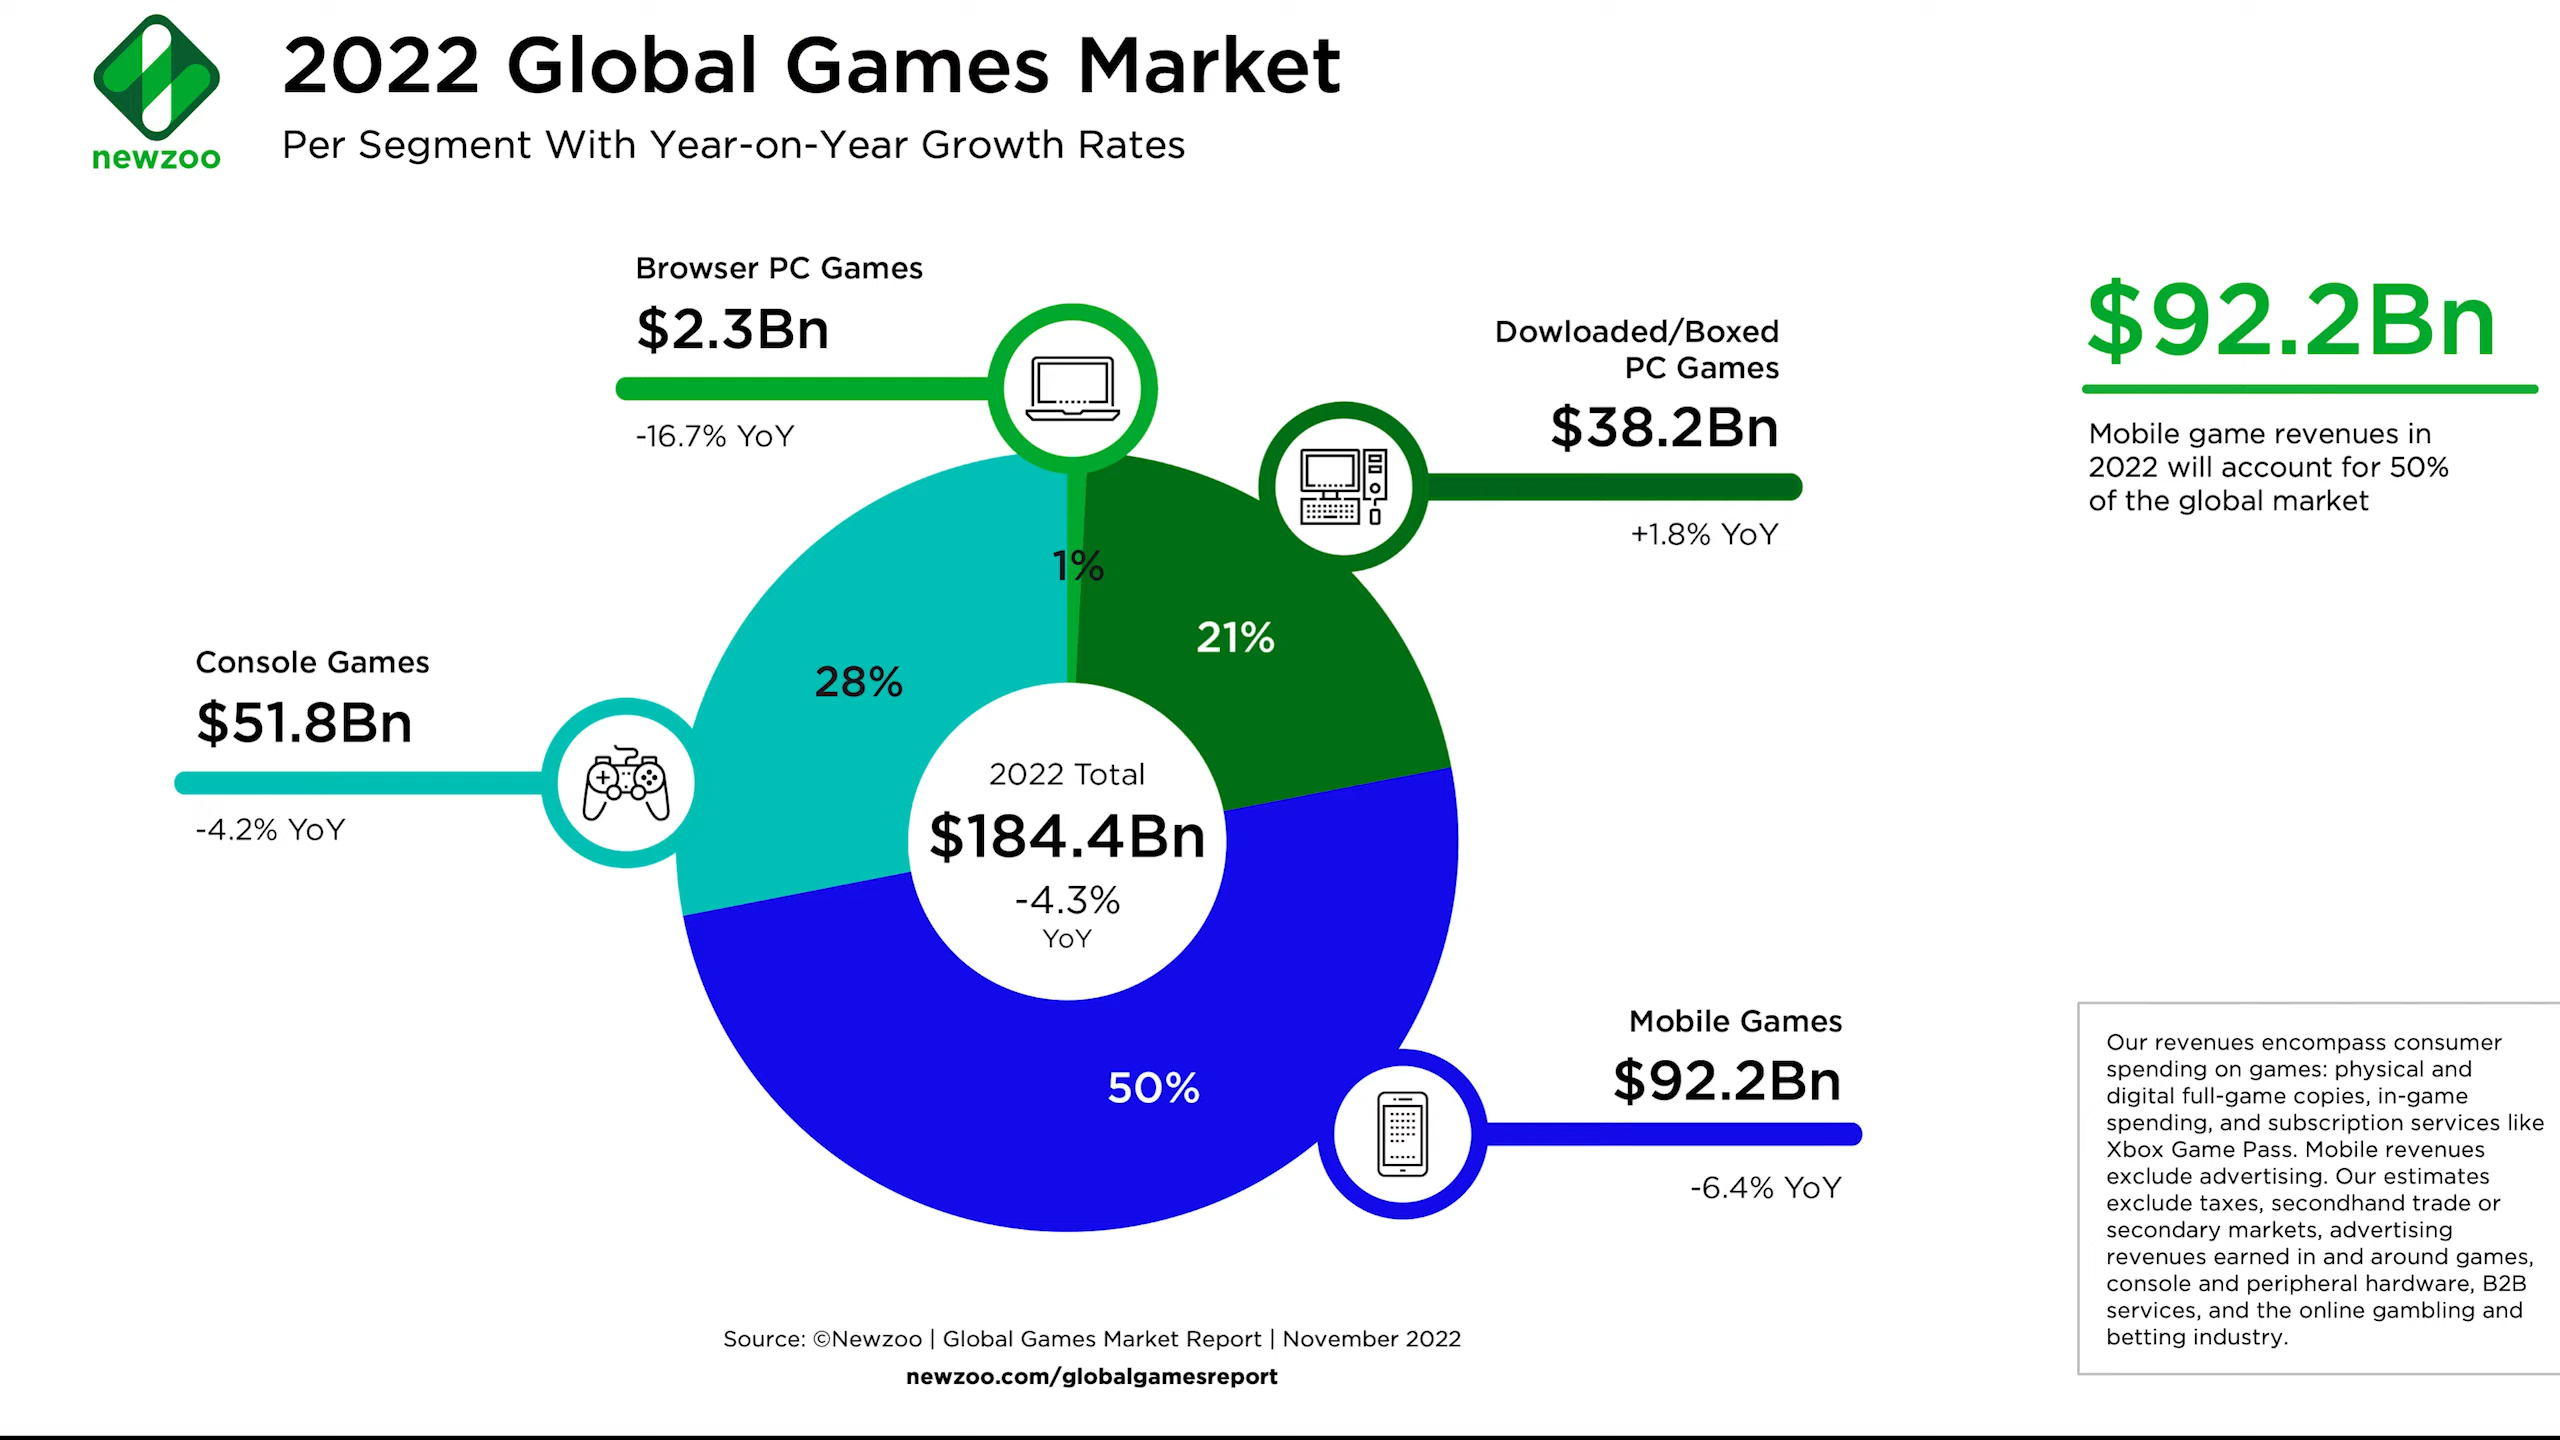 newzoo
2022 Global Games Market
Per Segment With Year-on-Year Growth Rates
Browser PC Games
$2.3Bn
-16.7% YoY
Dowloaded/Boxed
PC Games
$38.2Bn
+1.8% YoY
$92.2Bn
Mobile game revenues in
2022 will account for 50%
of the global market
1%
21%
28%
Console Games
$51.8Bn
-4.2% YoY
2022 Total
$184.4Bn
-4.3%
YoY
50%
Mobile Games
$92.2Bn
-6.4% YoY
Our revenues encompass consumer
spending on games: physical and
digital full-game copies, in-game
spending, and subscription services like
Xbox Game Pass. Mobile revenues
exclude advertising. Our estimates
exclude taxes, secondhand trade or
secondary markets, advertising
revenues earned in and around games,
console and peripheral hardware, B2B
services, and the online gambling and
betting industry.
Source: ©Newzoo | Global Games Market Report | November 2022
newzoo.com/globalgamesreport